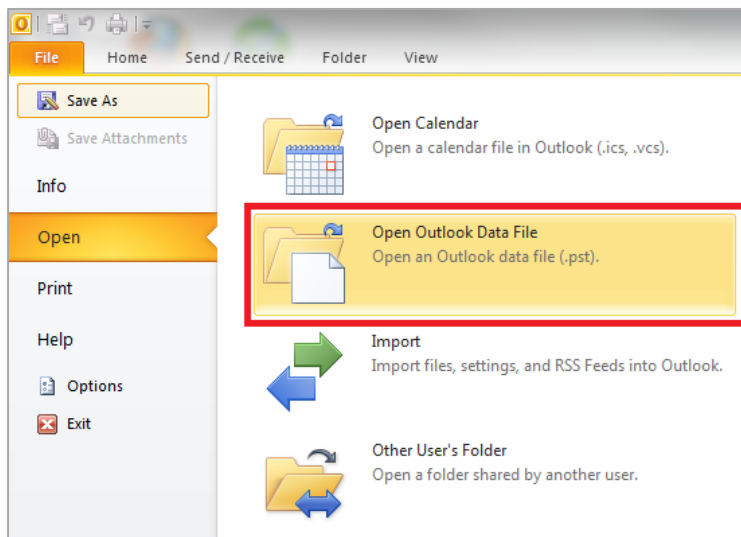 File Home Send / Receive Folder View
Save As
Save Attachments
Info
Open
Print
Help
Options
Exit
Open Calendar
Open a calendar file in Outlook (.ics, .vcs).
Open Outlook Data File
Open an Outlook data file (.pst).
Import
Import files, settings, and RSS Feeds into Outlook.
Other User's Folder
Open a folder shared by another user.